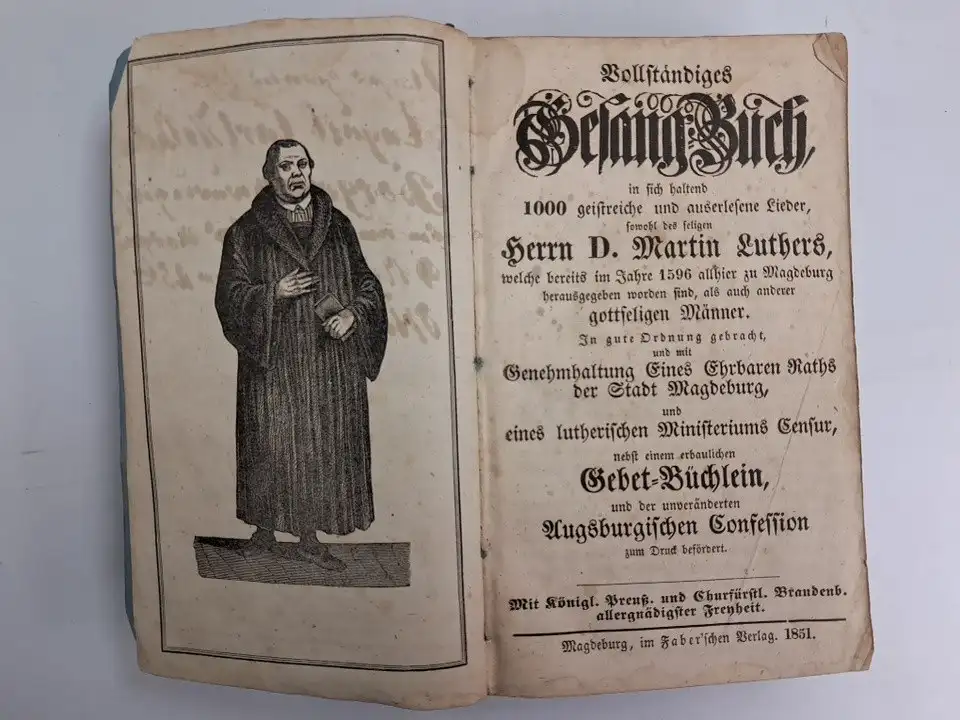 Vollständiges
Gesang-Buch,
in sich haltend
1000 geistreiche und auserlesene Lieder,
sowohl des seligen
Herrn D. Martin Luthers,
welche bereits im Jahre 1596 allhier zu Magdeburg
herausgegeben worden sind, als auch anderer
gottseligen Männer.
In gute Ordnung gebracht,
und mit
Genehmhaltung Eines Ehrbaren Raths
der Stadt Magdeburg,
und
eines lutherischen Ministeriums Censur,
nebst einem erbaulichen
Gebet-Büchlein,
und der unveränderten
Augsburgischen Confession
zum Druck befördert.
Mit Königl. Preuß. und Churfürstl. Brandenb.
allergnädigster Freyheit.
Magdeburg, im Faber'schen Verlag. 1851.